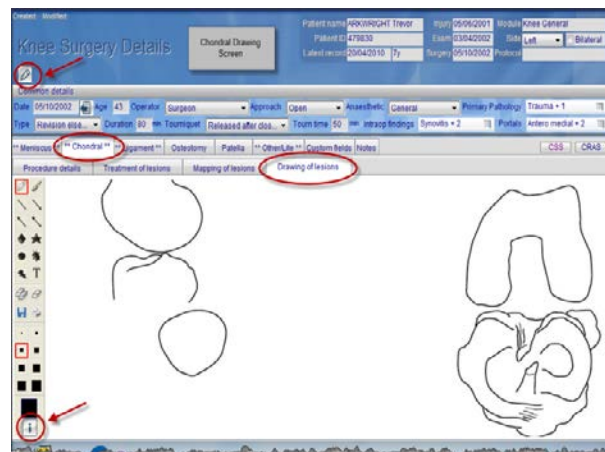 Created Modified
Patient name ARKWRIGHT Trevor Injury 05/06/2001 Module Knee General
Knee Surgery Details Chondral Drawing Patient ID 479830 Exam 03/04/2002 Side Left Bilateral
Screen Latest record 20/04/2010 7y Surgery 05/10/2002 Protocol
Common details
Date 05/10/2002 Age 43 Operator Surgeon Approach Open Anaesthetic General Primary Pathology Trauma + 1
Type Revision else... Duration 80 min Tourniquet Released after clos... Tourn time 50 min Intraop findings Synovitis + 2 Portals Antero medial + 2
** Meniscus ** ** Chondral ** ** Ligament ** Osteotomy Patella ** Other/Lite ** Custom fields Notes CSS CRAS
Procedure details Treatment of lesions Mapping of lesions Drawing of lesions
T